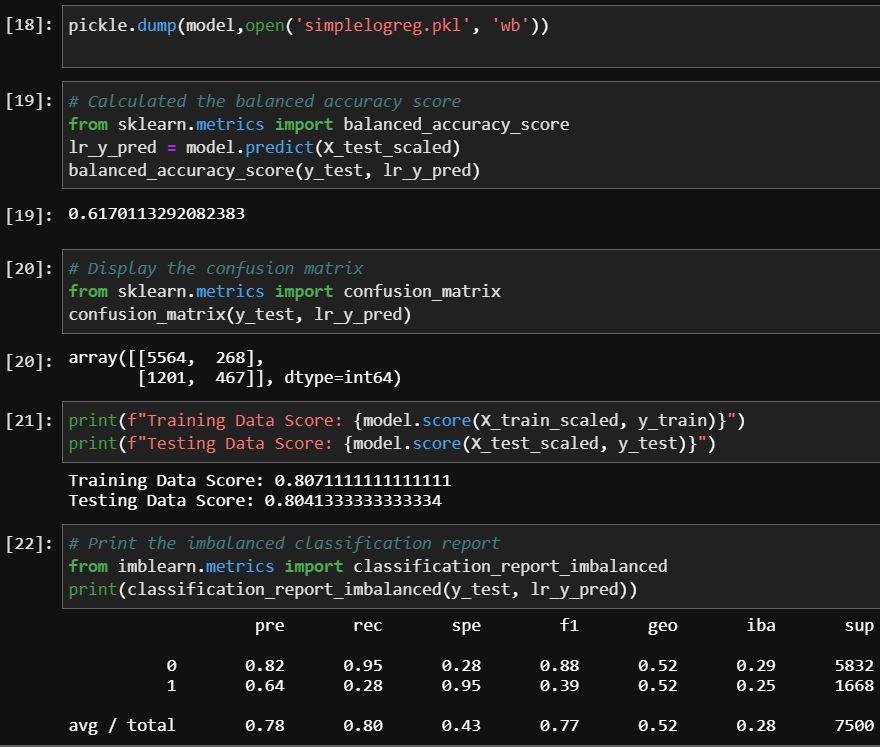 [18]: pickle.dump(model,open('simplelogreg.pkl', 'wb'))
[19]: # Calculated the balanced accuracy score
from sklearn.metrics import balanced_accuracy_score
lr_y_pred = model.predict(X_test_scaled)
balanced_accuracy_score(y_test, lr_y_pred)
[19]: 0.6170113292082383
[20]: # Display the confusion matrix
from sklearn.metrics import confusion_matrix
confusion_matrix(y_test, lr_y_pred)
[20]: array([[5564, 268],
[1201, 467]], dtype=int64)
[21]: print(f"Training Data Score: {model.score(X_train_scaled, y_train)}")
print(f"Testing Data Score: {model.score(X_test_scaled, y_test)}")
Training Data Score: 0.8071111111111111
Testing Data Score: 0.8041333333333334
[22]: # Print the imbalanced classification report
from imblearn.metrics import classification_report_imbalanced
print(classification_report_imbalanced(y_test, lr_y_pred))
pre rec spe f1 geo iba sup
0 0.82 0.95 0.28 0.88 0.52 0.29 5832
1 0.64 0.28 0.95 0.39 0.52 0.25 1668
avg / total 0.78 0.80 0.43 0.77 0.52 0.28 7500